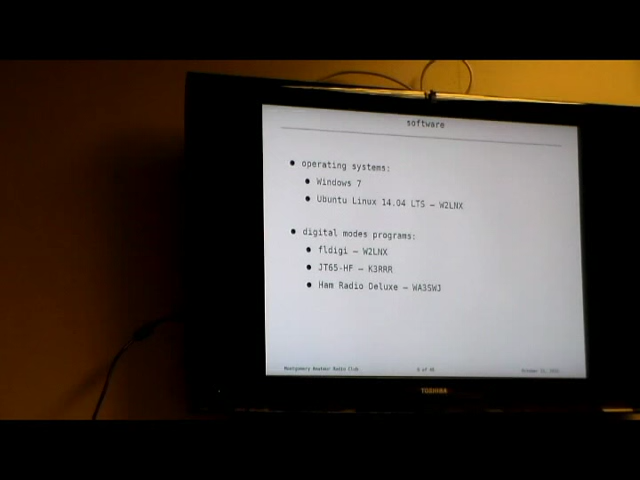 software
• operating systems:
• Windows 7
• Ubuntu Linux 14.04 LTS – W2LNX
• digital modes programs:
• fldigi – W2LNX
• JT65-HF – K3RRR
• Ham Radio Deluxe – WA3SWJ
Montgomery Amateur Radio Club
TOSHIBA